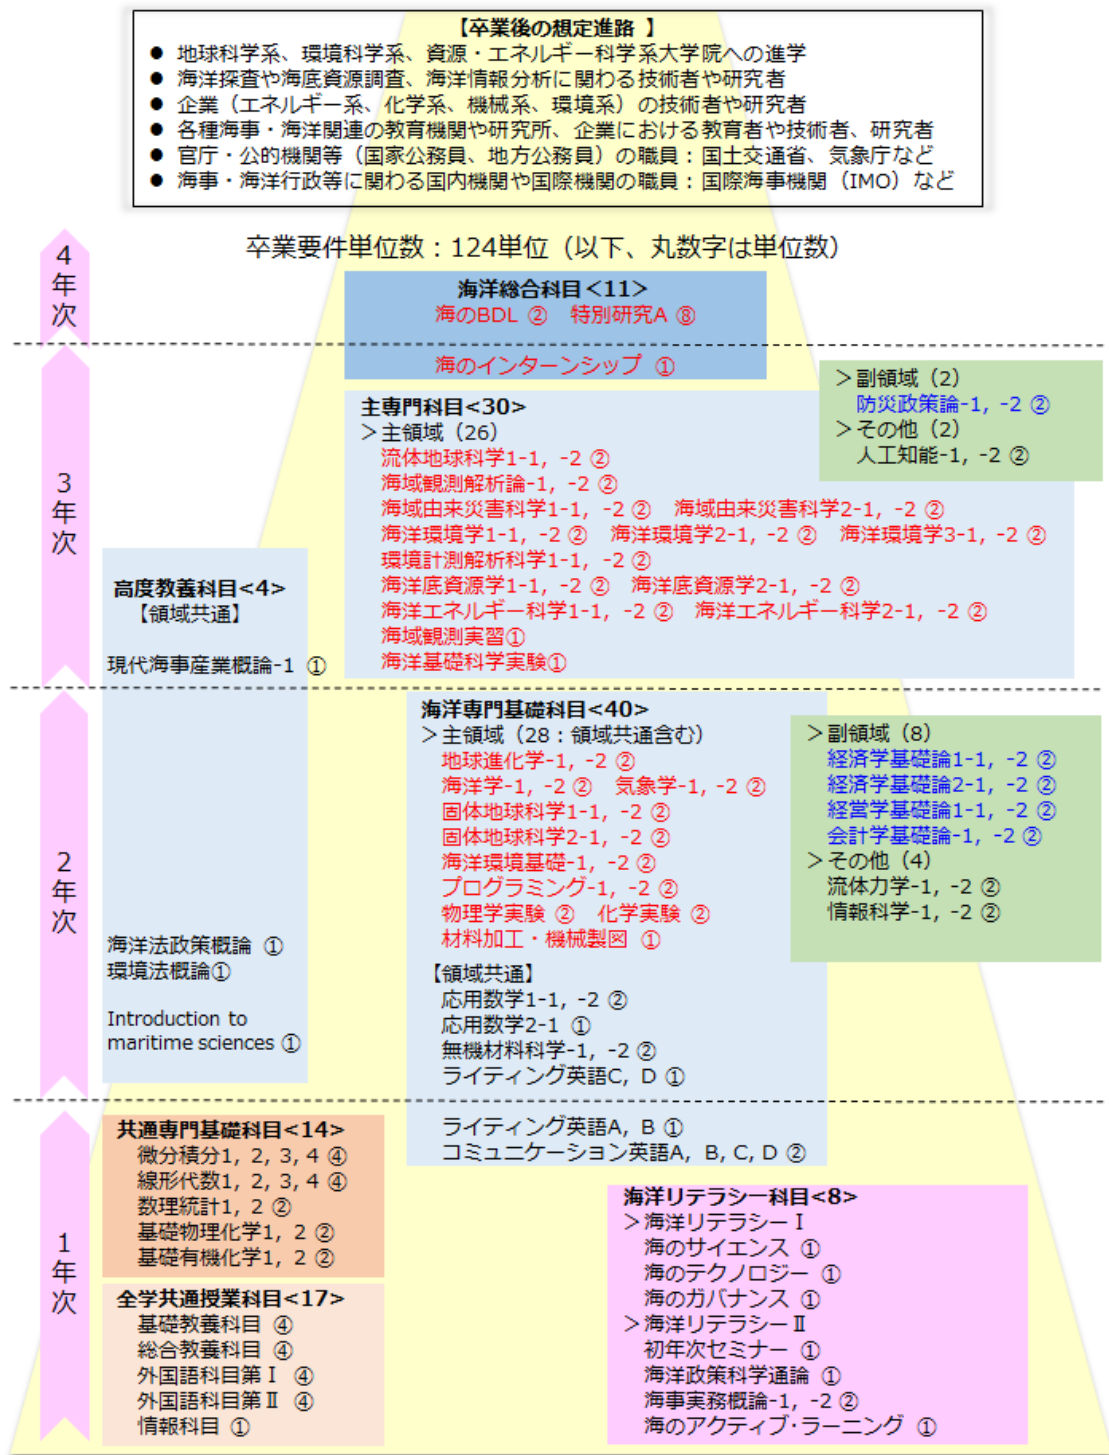 【卒業後の想定進路 】
● 地球科学系、環境科学系、資源・エネルギー科学系大学院への進学
● 海洋探査や海底資源調査、海洋情報分析に関わる技術者や研究者
● 企業（エネルギー系、化学系、機械系、環境系）の技術者や研究者
● 各種海事・海洋関連の教育機関や研究所、企業における教育者や技術者、研究者
● 官庁・公的機関等（国家公務員、地方公務員）の職員：国土交通省、気象庁など
● 海事・海洋行政等に関わる国内機関や国際機関の職員：国際海事機関（IMO）など
卒業要件単位数：124単位（以下、丸数字は単位数）
4年次
海洋総合科目<11>
海のBDL ② 特別研究A ⑧
海のインターンシップ ①
3年次
主専門科目<30>
＞主領域（26）
流体地球科学1-1, -2 ②
海域観測解析論-1, -2 ②
海域由来災害科学1-1, -2 ② 海域由来災害科学2-1, -2 ②
海洋環境学1-1, -2 ② 海洋環境学2-1, -2 ② 海洋環境学3-1, -2 ②
環境計測解析科学1-1, -2 ②
海洋底資源学1-1, -2 ② 海洋底資源学2-1, -2 ②
海洋エネルギー科学1-1, -2 ② 海洋エネルギー科学2-1, -2 ②
海域観測実習①
海洋基礎科学実験①
＞副領域（2）
防災政策論-1, -2 ②
＞その他（2）
人工知能-1, -2 ②
高度教養科目<4>
【領域共通】
現代海事産業概論-1 ①
海洋法政策概論 ①
環境法概論①
Introduction to
maritime sciences ①
2年次
海洋専門基礎科目<40>
＞主領域（28：領域共通含む）
地球進化学-1, -2 ②
海洋学-1, -2 ② 気象学-1, -2 ②
固体地球科学1-1, -2 ②
固体地球科学2-1, -2 ②
海洋環境基礎-1, -2 ②
プログラミング-1, -2 ②
物理学実験 ② 化学実験 ②
材料加工・機械製図 ①
【領域共通】
応用数学1-1, -2 ②
応用数学2-1 ①
無機材料科学-1, -2 ②
ライティング英語C, D ①
ライティング英語A, B ①
コミュニケーション英語A, B, C, D ②
＞副領域（8）
経済学基礎論1-1, -2 ②
経済学基礎論2-1, -2 ②
経営学基礎論1-1, -2 ②
会計学基礎論-1, -2 ②
＞その他（4）
流体力学-1, -2 ②
情報科学-1, -2 ②
1年次
共通専門基礎科目<14>
微分積分1, 2, 3, 4 ④
線形代数1, 2, 3, 4 ④
数理統計1, 2 ②
基礎物理化学1, 2 ②
基礎有機化学1, 2 ②
全学共通授業科目<17>
基礎教養科目 ④
総合教養科目 ④
外国語科目第Ⅰ ④
外国語科目第Ⅱ ④
情報科目 ①
海洋リテラシー科目<8>
＞海洋リテラシーⅠ
海のサイエンス ①
海のテクノロジー ①
海のガバナンス ①
＞海洋リテラシーⅡ
初年次セミナー ①
海洋政策科学通論 ①
海事実務概論-1, -2 ②
海のアクティブ・ラーニング ①